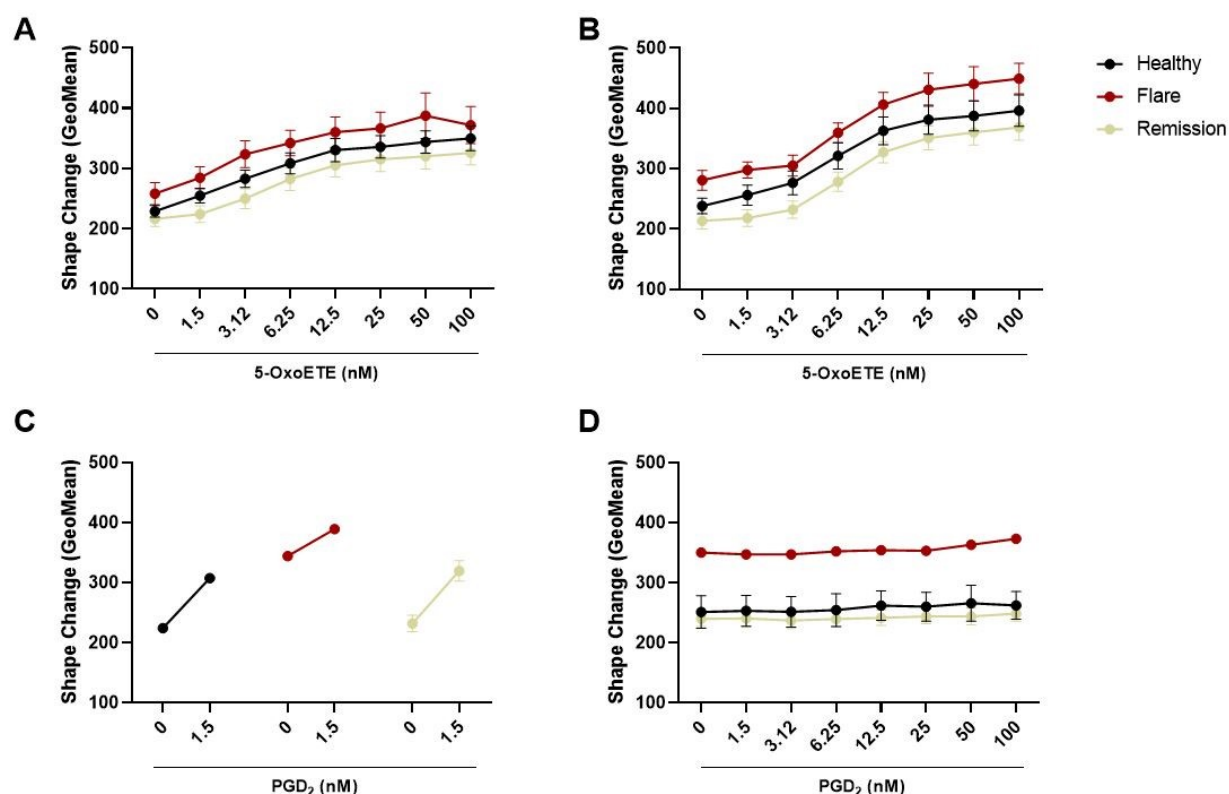 A
Shape Change (GeoMean)
500
400
300
200
100
0 1.5 3.12 6.25 12.5 25 50 100
5-OxoETE (nM)
B
Shape Change (GeoMean)
500
400
300
200
100
0 1.5 3.12 6.25 12.5 25 50 100
5-OxoETE (nM)
Healthy
Flare
Remission
C
Shape Change (GeoMean)
500
400
300
200
100
0 1.5 0 1.5 0 1.5
PGD₂ (nM)
D
Shape Change (GeoMean)
500
400
300
200
100
0 1.5 3.12 6.25 12.5 25 50 100
PGD₂ (nM)